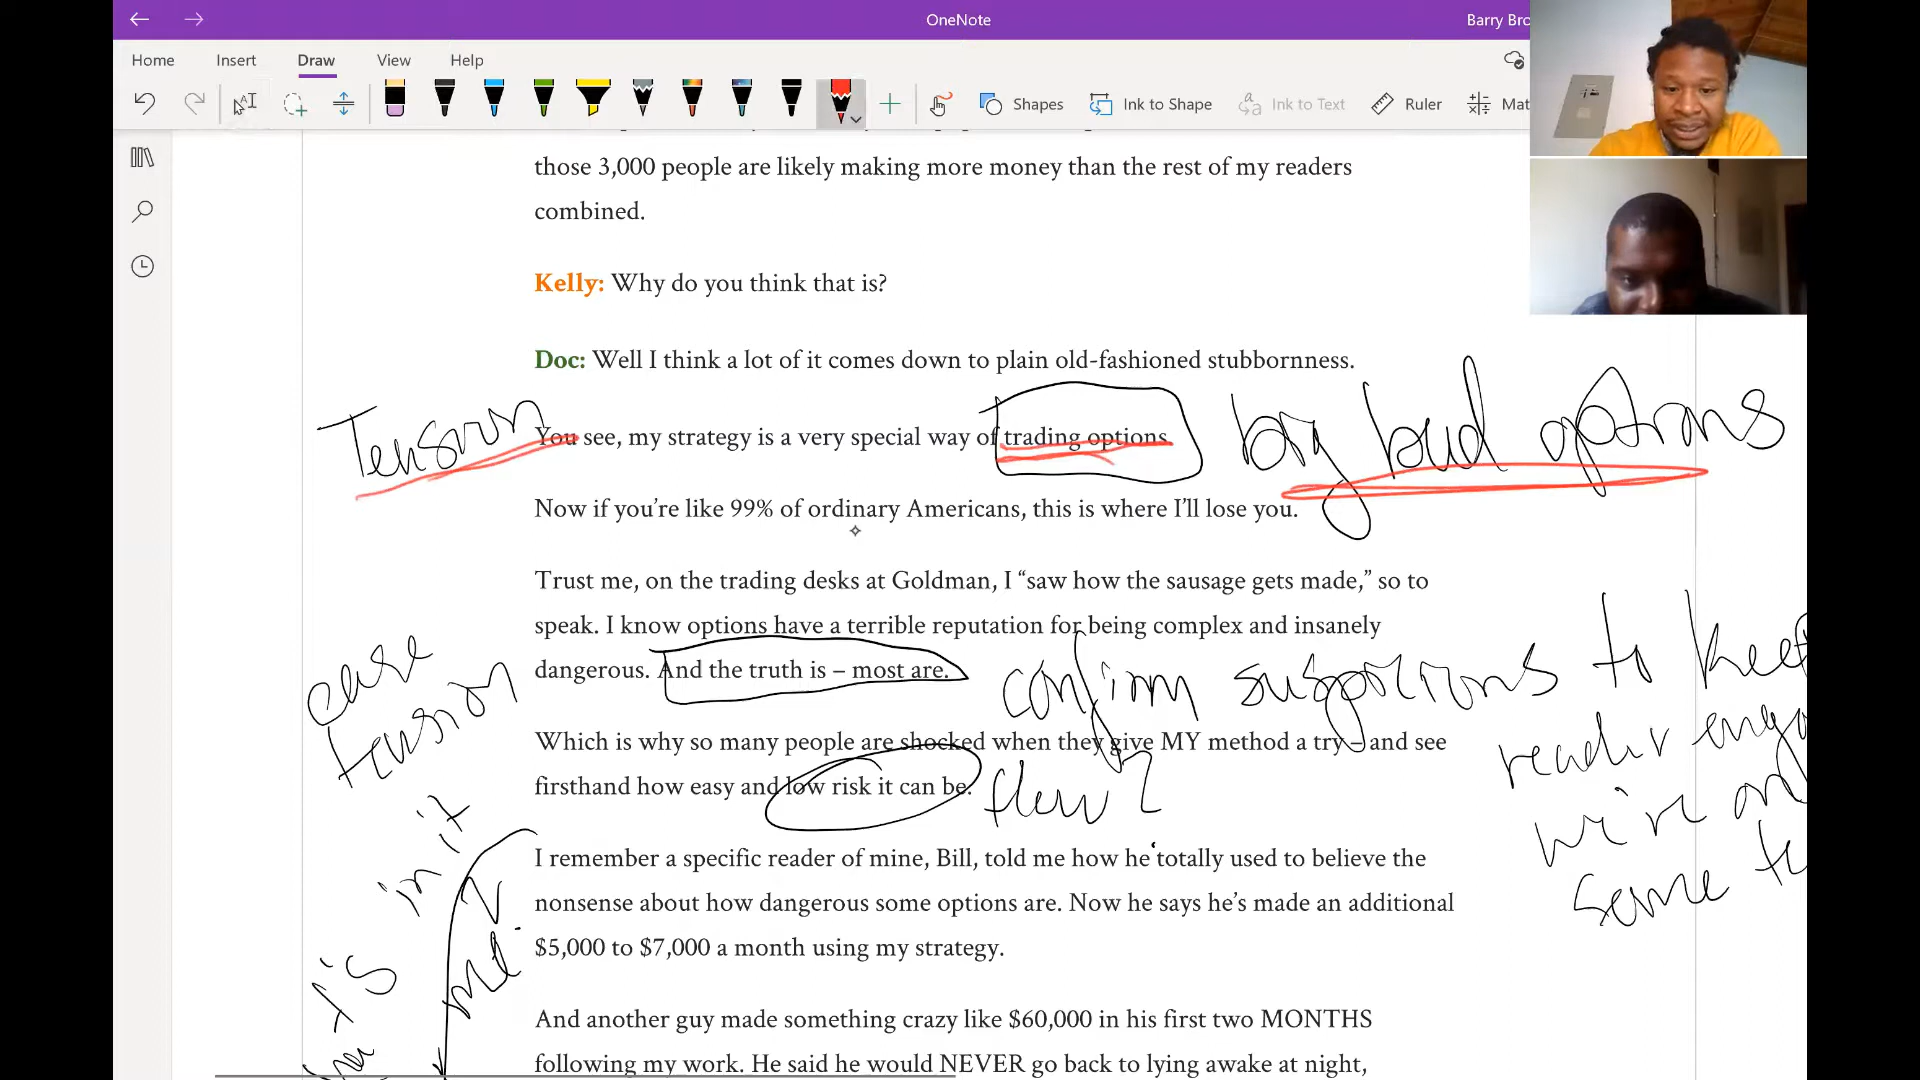 OneNote
Barry Bro
Home Insert Draw View Help
Shapes Ink to Shape Ink to Text Ruler Mat
those 3,000 people are likely making more money than the rest of my readers
combined.
Kelly: Why do you think that is?
Doc: Well I think a lot of it comes down to plain old-fashioned stubbornness.
Tension
You see, my strategy is a very special way of trading options.
big bud options
Now if you’re like 99% of ordinary Americans, this is where I’ll lose you.
Trust me, on the trading desks at Goldman, I “saw how the sausage gets made,” so to
speak. I know options have a terrible reputation for being complex and insanely
dangerous. And the truth is – most are.
ease
tension
confirm suspicions to keep
reader
we're on
same
Which is why so many people are shocked when they give MY method a try – and see
firsthand how easy and low risk it can be.
flow?
in it
I remember a specific reader of mine, Bill, told me how he totally used to believe the
nonsense about how dangerous some options are. Now he says he’s made an additional
$5,000 to $7,000 a month using my strategy.
And another guy made something crazy like $60,000 in his first two MONTHS
following my work. He said he would NEVER go back to lying awake at night,